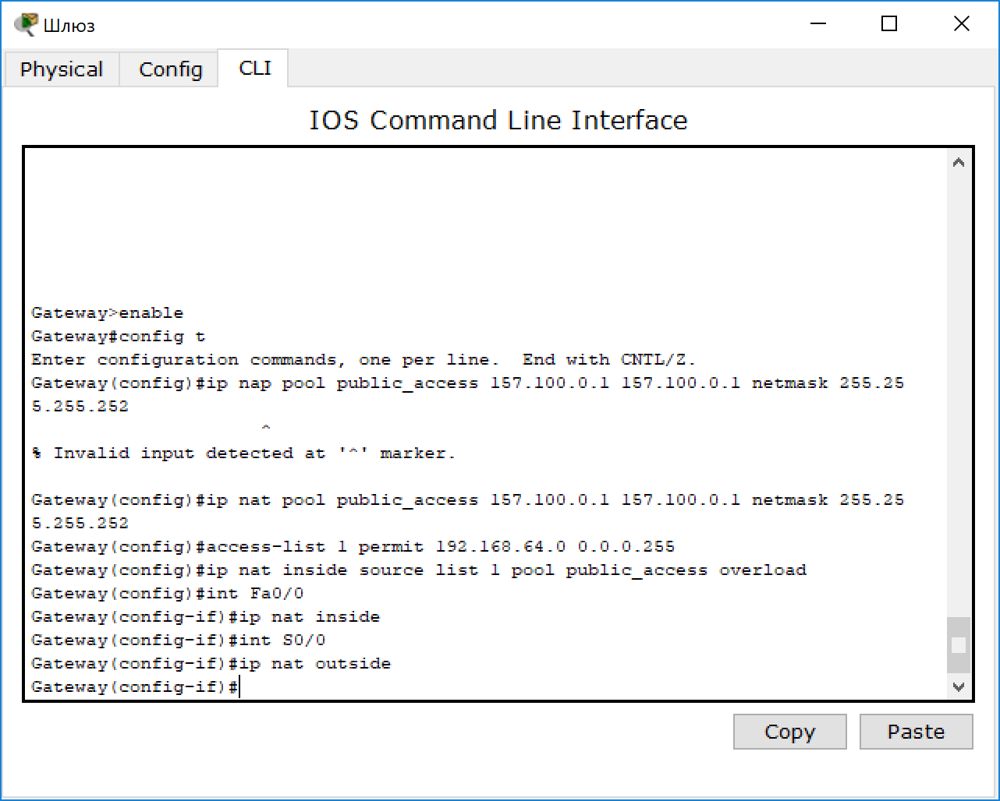 Шлюз
Physical Config CLI
IOS Command Line Interface
Gateway>enable
Gateway#config t
Enter configuration commands, one per line.  End with CNTL/Z.
Gateway(config)#ip nap pool public_access 157.100.0.1 157.100.0.1 netmask 255.25
5.255.252
^
% Invalid input detected at '^' marker.
Gateway(config)#ip nat pool public_access 157.100.0.1 157.100.0.1 netmask 255.25
5.255.252
Gateway(config)#access-list 1 permit 192.168.64.0 0.0.0.255
Gateway(config)#ip nat inside source list 1 pool public_access overload
Gateway(config)#int Fa0/0
Gateway(config-if)#ip nat inside
Gateway(config-if)#int S0/0
Gateway(config-if)#ip nat outside
Gateway(config-if)#
Copy Paste